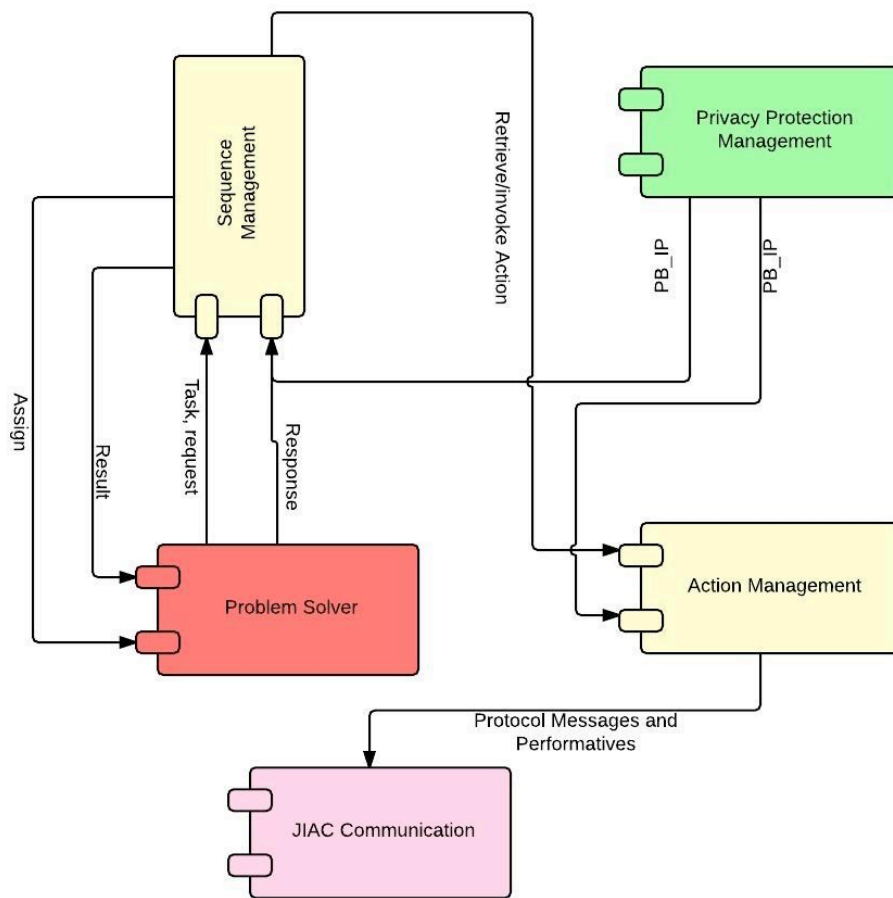 Sequence
Management
Retrieve/invoke Action
Privacy Protection
Management
PB_IP
PB_IP
Assign
Result
Task, request
Response
Problem Solver
Action Management
Protocol Messages and
Performatives
JIAC Communication